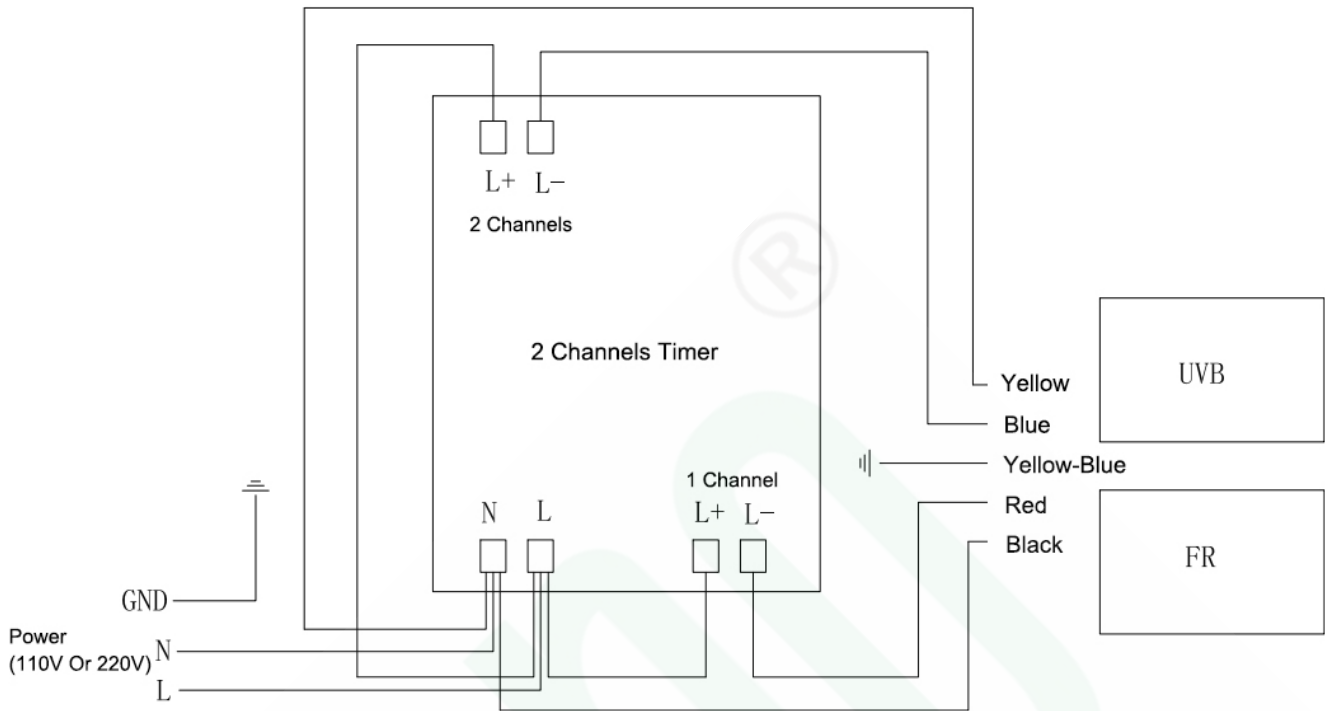 L+ L-
2 Channels
®
2 Channels Timer
UVB
Yellow
Blue
Yellow-Blue
1 Channel
Red
N L L+ L-
Black
FR
GND
Power
(110V Or 220V) N
L